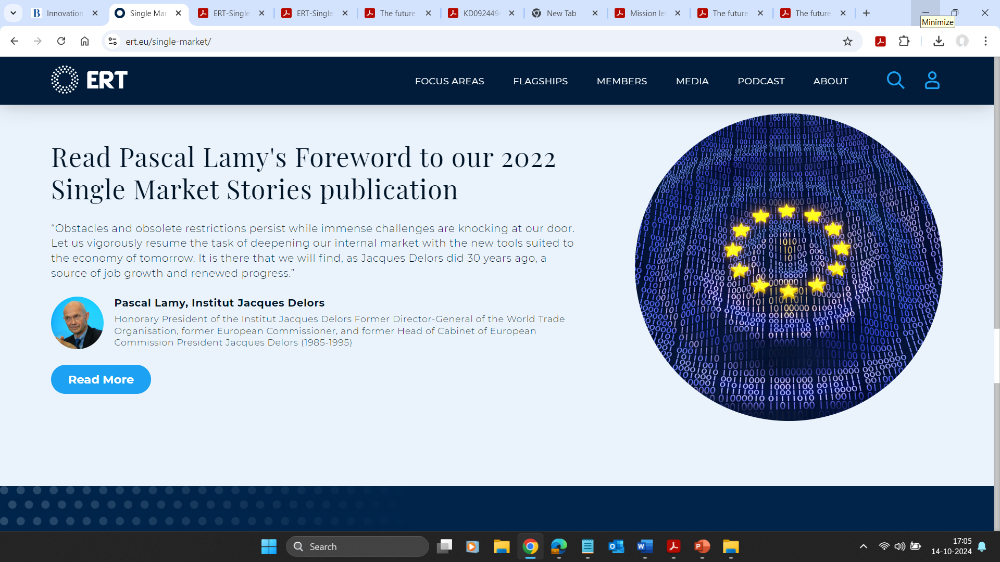 Innovation
Single Mar
ERT-Single
ERT-Single
The future
KD092449
New Tab
Mission let
The future
The future
Minimize
ert.eu/single-market/
ERT
FOCUS AREAS
FLAGSHIPS
MEMBERS
MEDIA
PODCAST
ABOUT
Read Pascal Lamy's Foreword to our 2022
Single Market Stories publication
“Obstacles and obsolete restrictions persist while immense challenges are knocking at our door.
Let us vigorously resume the task of deepening our internal market with the new tools suited to
the economy of tomorrow. It is there that we will find, as Jacques Delors did 30 years ago, a
source of job growth and renewed progress.”
Pascal Lamy, Institut Jacques Delors
Honorary President of the Institut Jacques Delors Former Director-General of the World Trade
Organisation, former European Commissioner, and former Head of Cabinet of European
Commission President Jacques Delors (1985-1995)
Read More
Search
17:05
14-10-2024